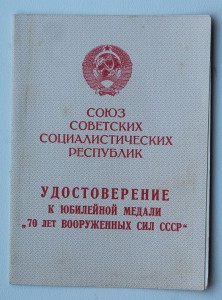 СОЮЗ
СОВЕТСКИХ
СОЦИАЛИСТИЧЕСКИХ
РЕСПУБЛИК
УДОСТОВЕРЕНИЕ
К ЮБИЛЕЙНОЙ МЕДАЛИ
„70 ЛЕТ ВООРУЖЕННЫХ СИЛ СССР“